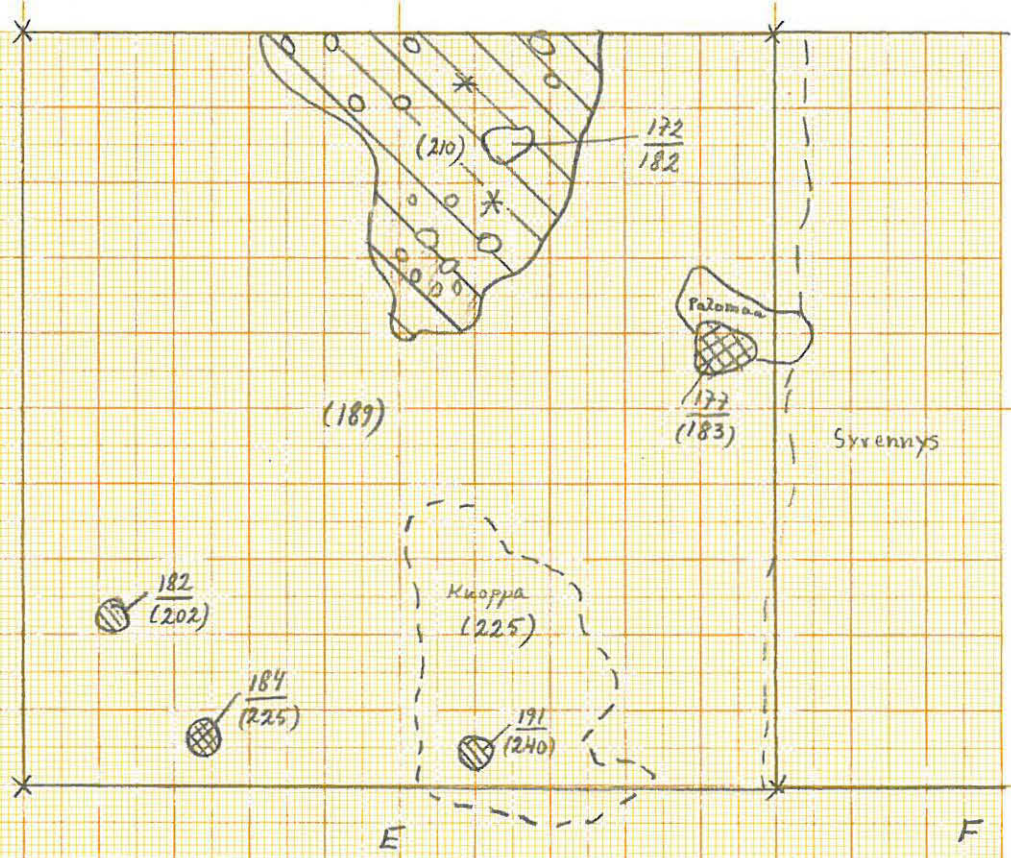 (210)
172
182
Palomaa
177
(183)
(189)
Syvennys
182
(202)
Kuoppa
(225)
184
(225)
191
(240)
E
F